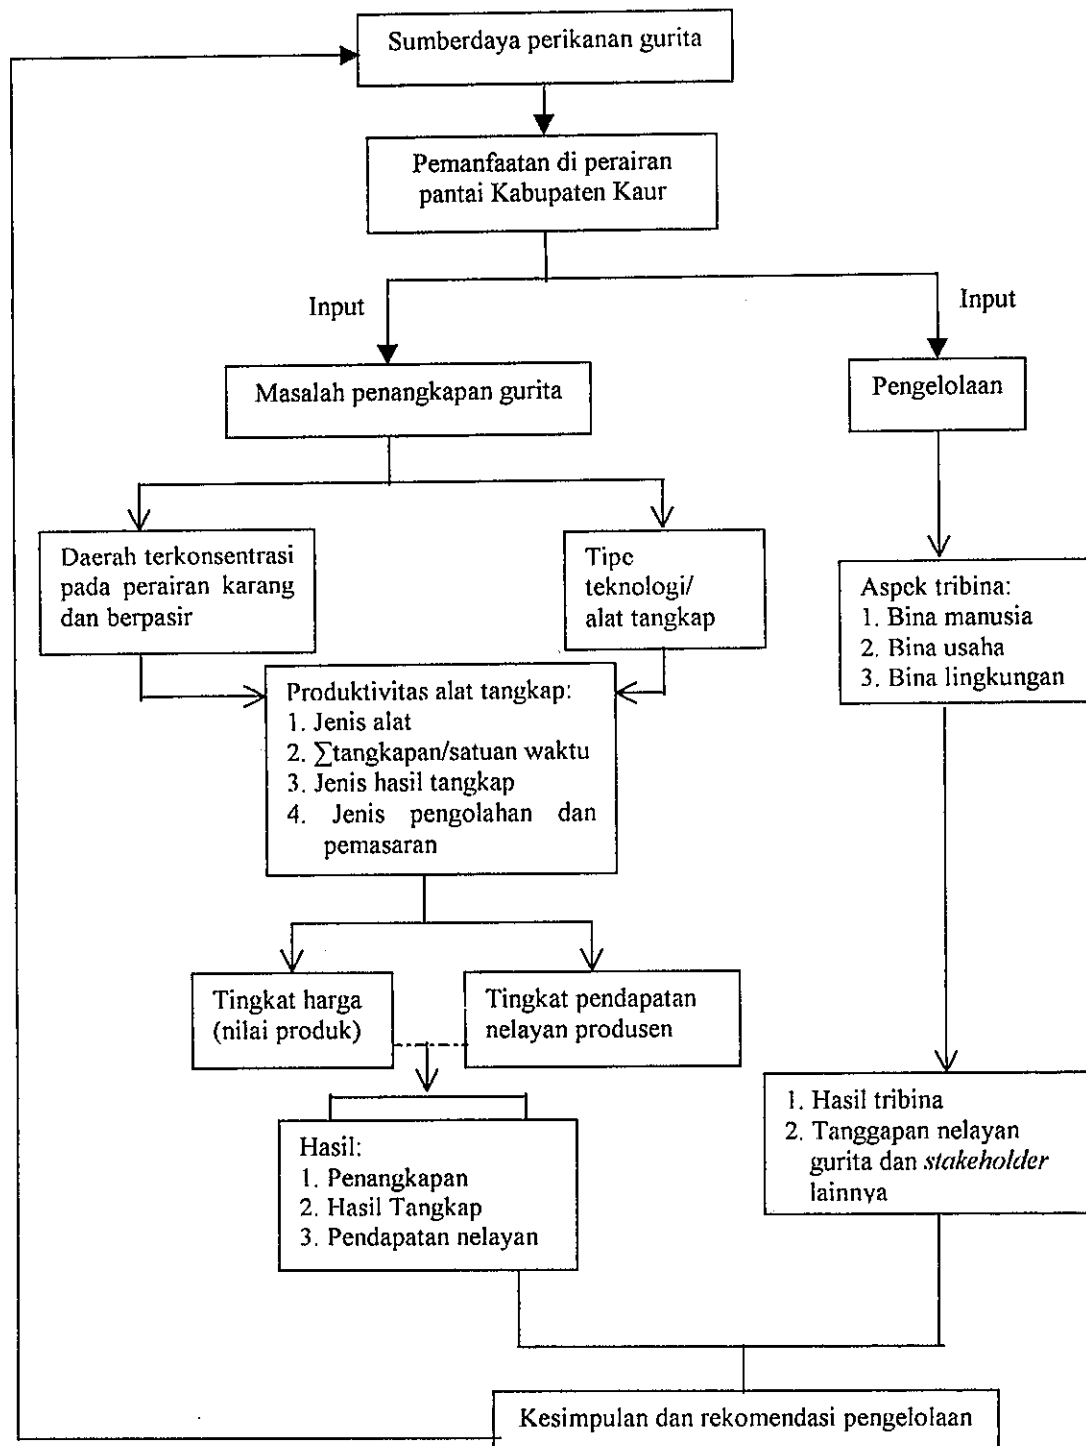 Sumberdaya perikanan gurita
Pemanfaatan di perairan
pantai Kabupaten Kaur
Input
Input
Masalah penangkapan gurita
Pengelolaan
Daerah terkonsentrasi
pada perairan karang
dan berpasir
Tipe
teknologi/
alat tangkap
Aspek tribina:
1. Bina manusia
2. Bina usaha
3. Bina lingkungan
Produktivitas alat tangkap:
1. Jenis alat
2. ∑tangkapan/satuan waktu
3. Jenis hasil tangkap
4. Jenis pengolahan dan
pemasaran
Tingkat harga
(nilai produk)
Tingkat pendapatan
nelayan produsen
Hasil:
1. Penangkapan
2. Hasil Tangkap
3. Pendapatan nelayan
1. Hasil tribina
2. Tanggapan nelayan
gurita dan stakeholder
lainnya
Kesimpulan dan rekomendasi pengelolaan